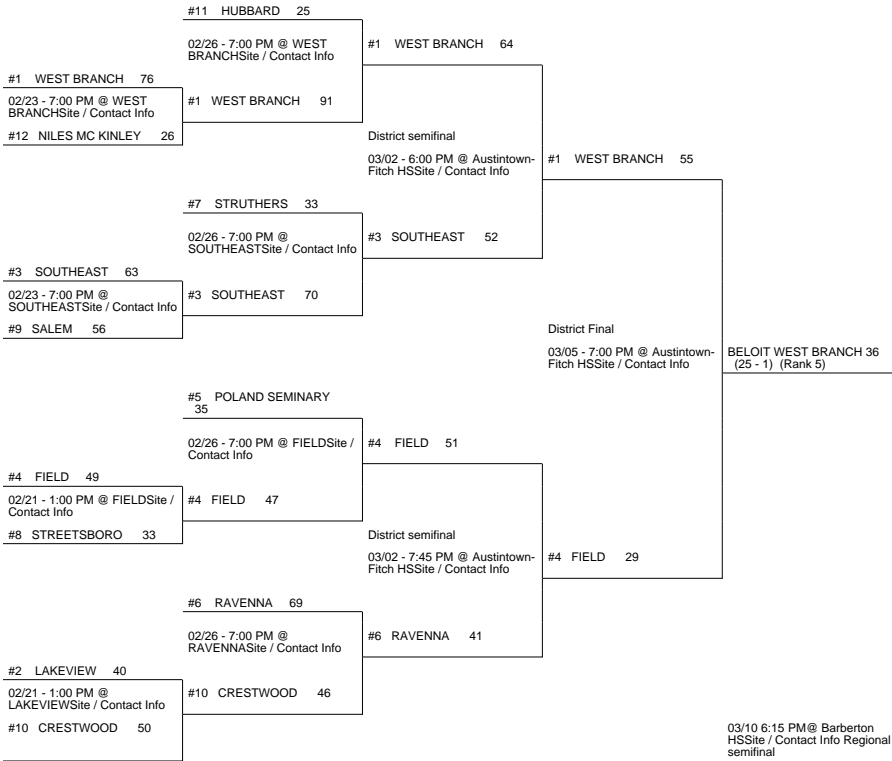 #11 HUBBARD 25
02/26 - 7:00 PM @ WEST
BRANCHSite / Contact Info
#1 WEST BRANCH 64
#1 WEST BRANCH 76
02/23 - 7:00 PM @ WEST
BRANCHSite / Contact Info
#1 WEST BRANCH 91
#12 NILES MC KINLEY 26
District semifinal
03/02 - 6:00 PM @ Austintown-
Fitch HSSite / Contact Info
#1 WEST BRANCH 55
#7 STRUTHERS 33
02/26 - 7:00 PM @
SOUTHEASTSite / Contact Info
#3 SOUTHEAST 52
#3 SOUTHEAST 63
02/23 - 7:00 PM @
SOUTHEASTSite / Contact Info
#3 SOUTHEAST 70
#9 SALEM 56
District Final
03/05 - 7:00 PM @ Austintown-
Fitch HSSite / Contact Info
BELOIT WEST BRANCH 36
(25 - 1) (Rank 5)
#5 POLAND SEMINARY
35
02/26 - 7:00 PM @ FIELDSite /
Contact Info
#4 FIELD 51
#4 FIELD 49
02/21 - 1:00 PM @ FIELDSite /
Contact Info
#4 FIELD 47
#8 STREETSBORO 33
District semifinal
03/02 - 7:45 PM @ Austintown-
Fitch HSSite / Contact Info
#4 FIELD 29
#6 RAVENNA 69
02/26 - 7:00 PM @
RAVENNASite / Contact Info
#6 RAVENNA 41
#2 LAKEVIEW 40
02/21 - 1:00 PM @
LAKEVIEWSite / Contact Info
#10 CRESTWOOD 46
#10 CRESTWOOD 50
03/10 6:15 PM@ Barberton
HSSite / Contact Info Regional
semifinal